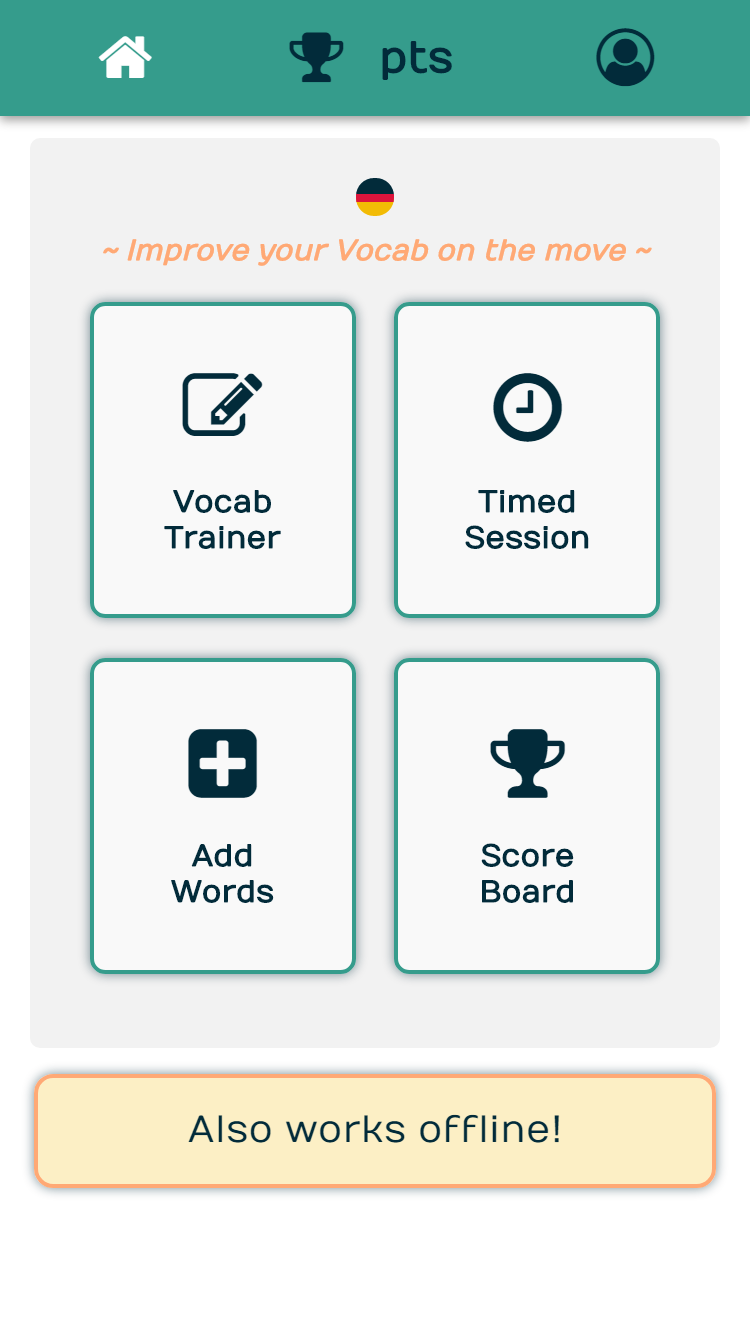 pts
~ Improve your Vocab on the move ~
Vocab
Trainer
Timed
Session
Add
Words
Score
Board
Also works offline!